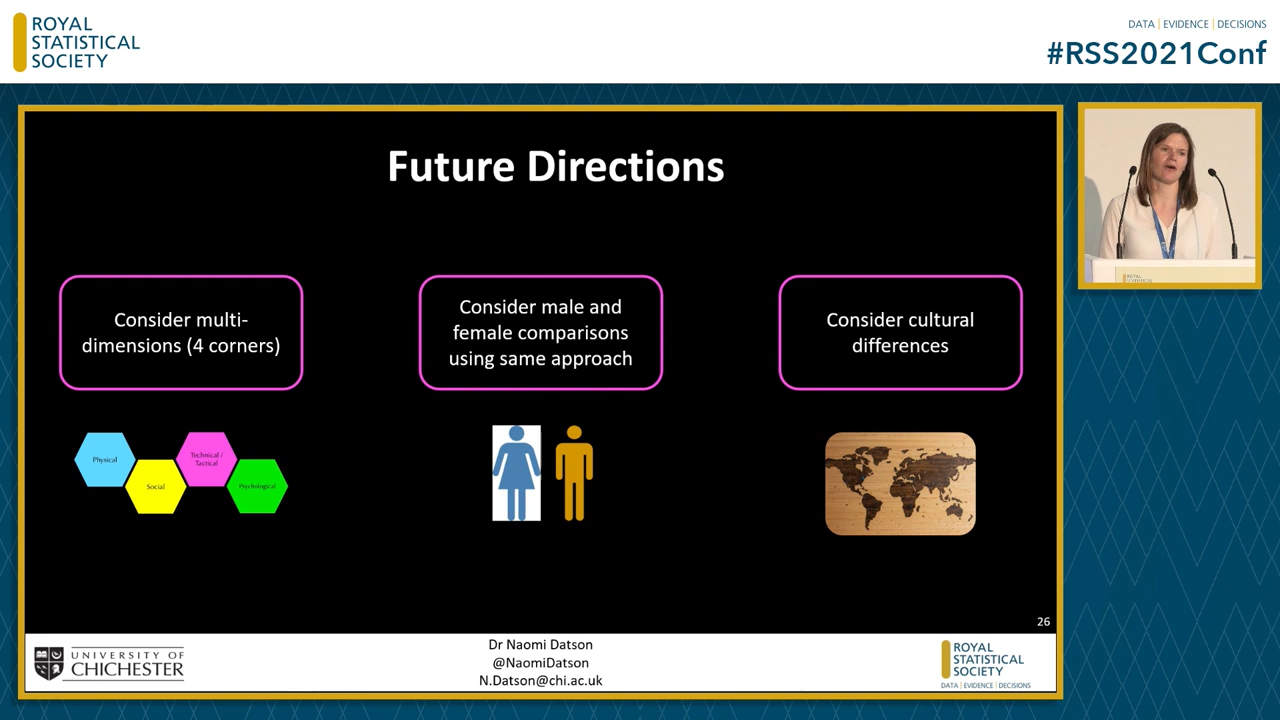 ROYAL
STATISTICAL
SOCIETY
DATA | EVIDENCE | DECISIONS
#RSS2021Conf
Future Directions
Consider multi-
dimensions (4 corners)
Consider male and
female comparisons
using same approach
Consider cultural
differences
Physical
Social
Technical /
Tactical
Psychological
26
UNIVERSITY OF
CHICHESTER
Dr Naomi Datson
@NaomiDatson
N.Datson@chi.ac.uk
ROYAL
STATISTICAL
SOCIETY
DATA | EVIDENCE | DECISIONS
ROYAL
STATISTICAL